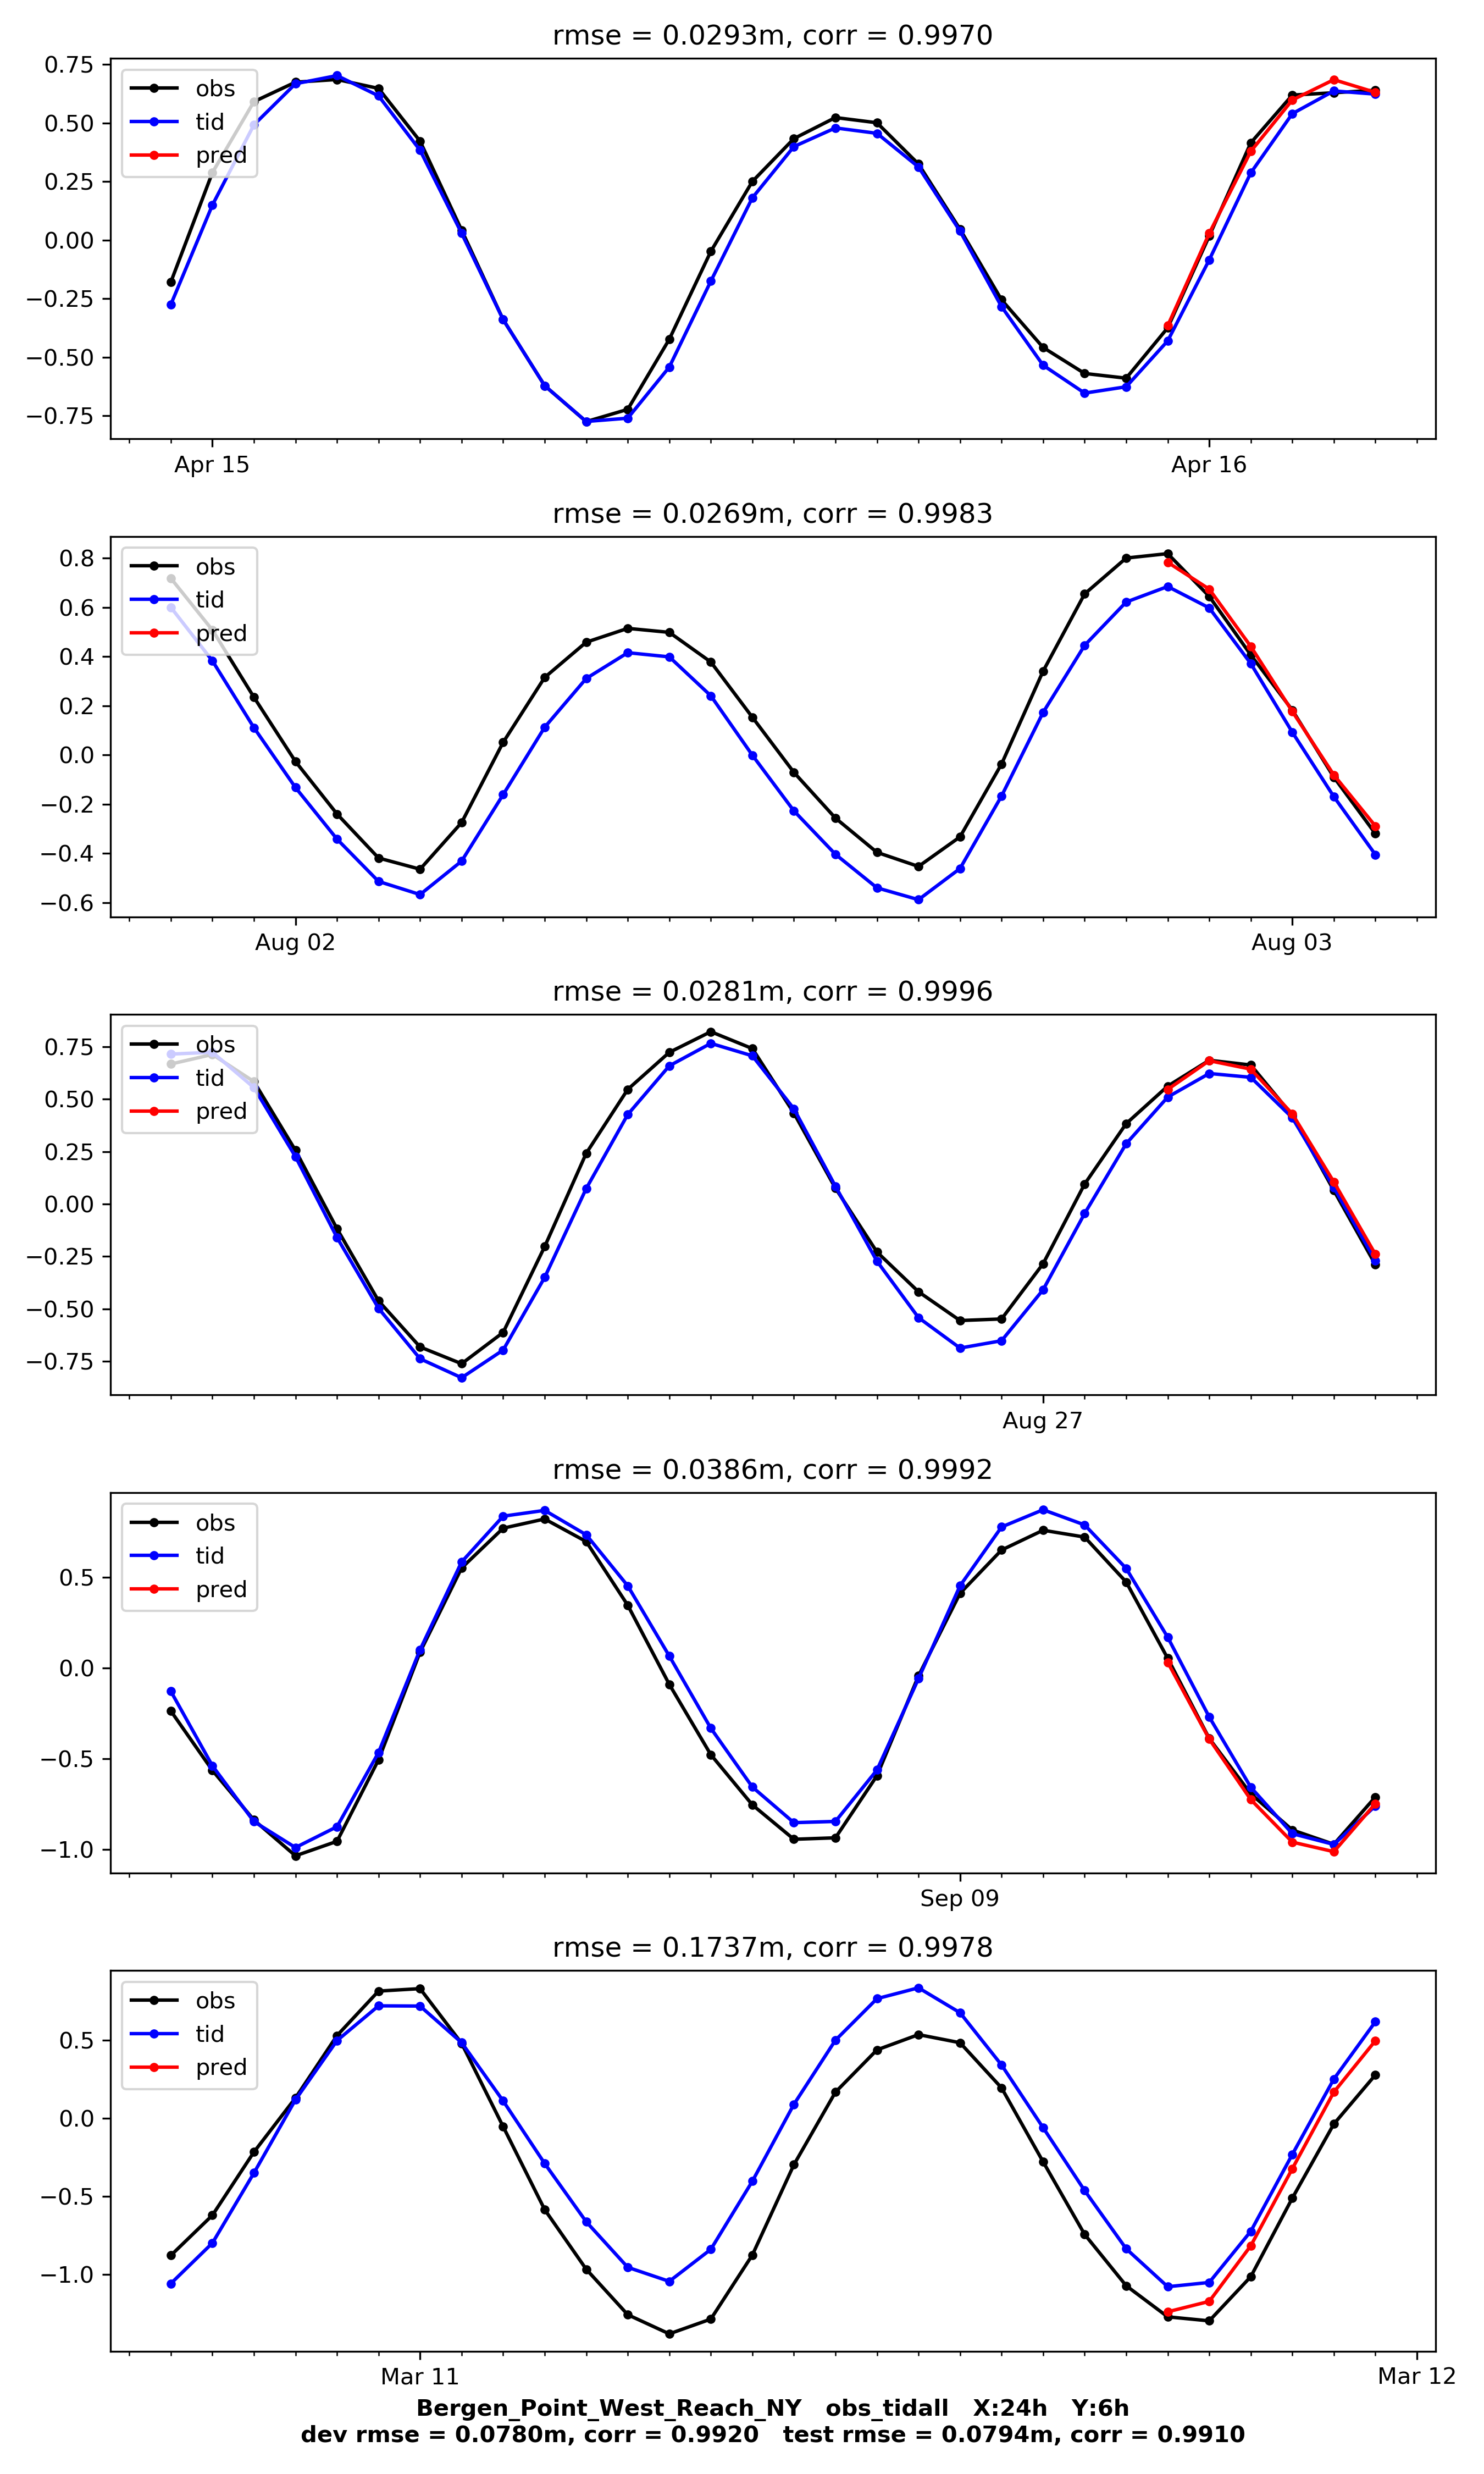 rmse = 0.0293m, corr = 0.9970
0.75
0.50
0.25
0.00
−0.25
−0.50
−0.75
obs
tid
pred
Apr 15 Apr 16
rmse = 0.0269m, corr = 0.9983
0.8
0.6
0.4
0.2
0.0
−0.2
−0.4
−0.6
obs
tid
pred
Aug 02 Aug 03
rmse = 0.0281m, corr = 0.9996
0.75
0.50
0.25
0.00
−0.25
−0.50
−0.75
obs
tid
pred
Aug 27
rmse = 0.0386m, corr = 0.9992
0.5
0.0
−0.5
−1.0
obs
tid
pred
Sep 09
rmse = 0.1737m, corr = 0.9978
0.5
0.0
−0.5
−1.0
obs
tid
pred
Mar 11 Mar 12
Bergen_Point_West_Reach_NY obs_tidall X:24h Y:6h
dev rmse = 0.0780m, corr = 0.9920 test rmse = 0.0794m, corr = 0.9910